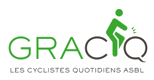 GRACQ
LES CYCLISTES QUOTIDIENS ASBL